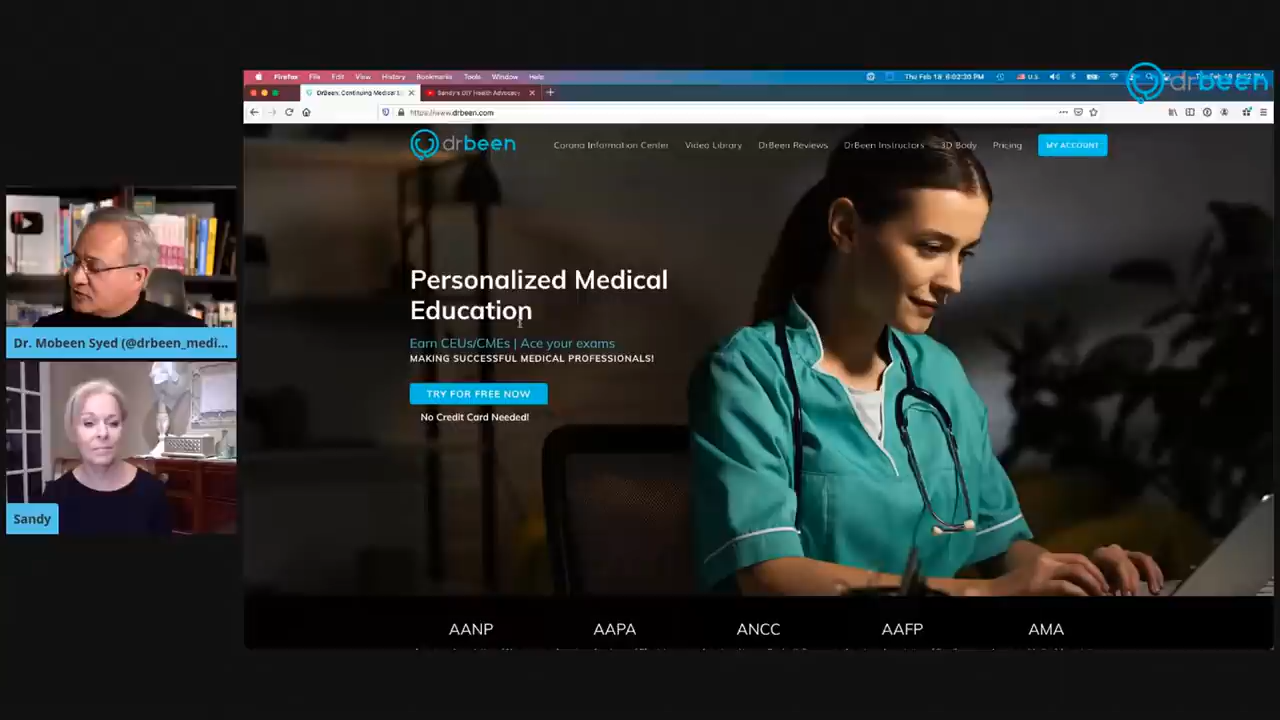 Firefox File Edit View History Bookmarks Tools Window Help
U.S.
Thu Feb 18 6:02:30 PM
drbeen
DrBeen: Continuing Medical
Sandy's DIY Health Advocacy
https://www.drbeen.com
drbeen
Corona Information Center
Video Library
DrBeen Reviews
DrBeen Instructors
3D Body
Pricing
MY ACCOUNT
Personalized Medical
Education
Earn CEUs/CMEs | Ace your exams
MAKING SUCCESSFUL MEDICAL PROFESSIONALS!
TRY FOR FREE NOW
No Credit Card Needed!
Dr. Mobeen Syed (@drbeen_medi...
Sandy
AANP
AAPA
ANCC
AAFP
AMA